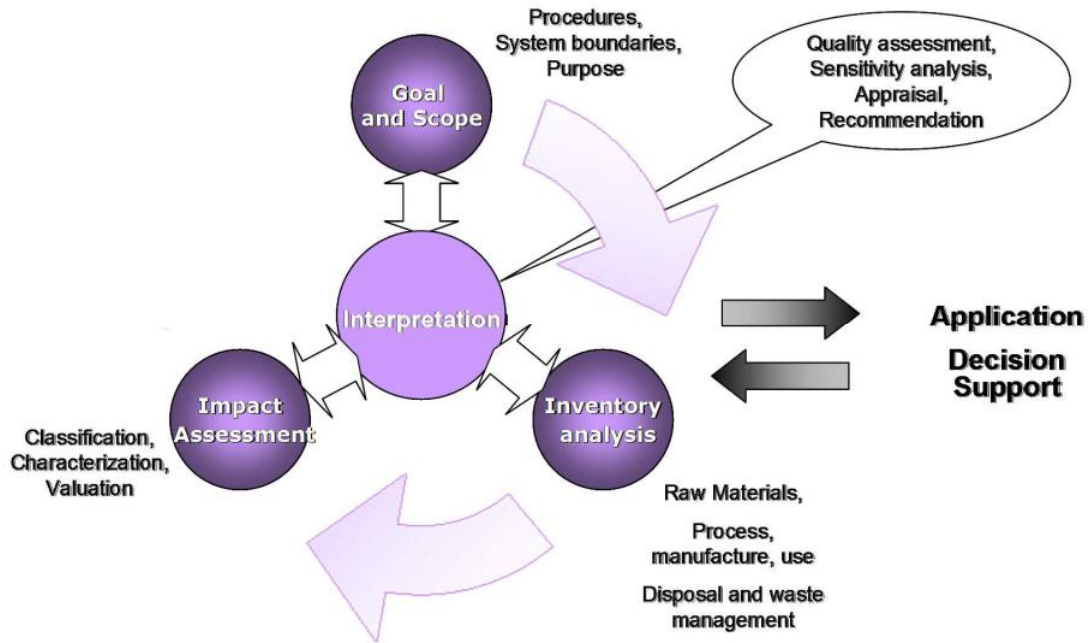 Procedures,
System boundaries,
Purpose
Quality assessment,
Sensitivity analysis,
Appraisal,
Recommendation
Goal
and Scope
Interpretation
Application
Decision
Support
Impact
Assessment
Inventory
analysis
Classification,
Characterization,
Valuation
Raw Materials,
Process,
manufacture, use
Disposal and waste
management